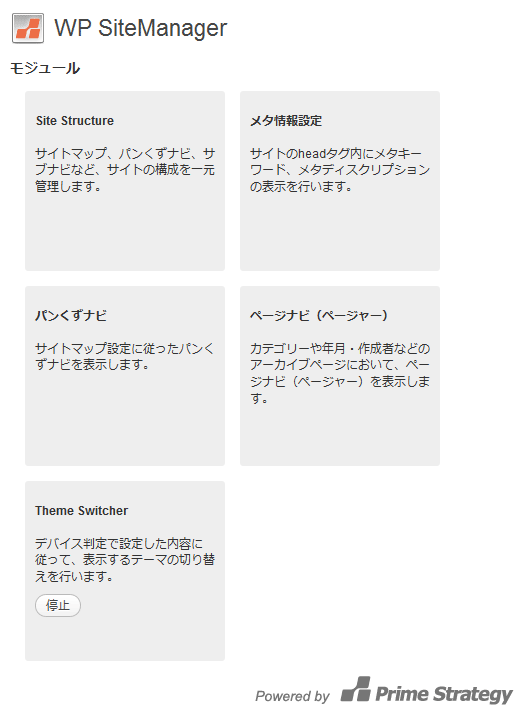 WP SiteManager
モジュール
Site Structure
サイトマップ、パンくずナビ、サ
ブナビなど、サイトの構成を一元
管理します。
メタ情報設定
サイトのheadタグ内にメタキー
ワード、メタディスクリプション
の表示を行います。
パンくずナビ
サイトマップ設定に従ったパンく
ずナビを表示します。
ページナビ（ページャー）
カテゴリーや年月・作成者などの
アーカイブページにおいて、ペー
ジナビ（ページャー）を表示しま
す。
Theme Switcher
デバイス判定で設定した内容に
従って、表示するテーマの切り替
えを行います。
停止
Powered by Prime Strategy